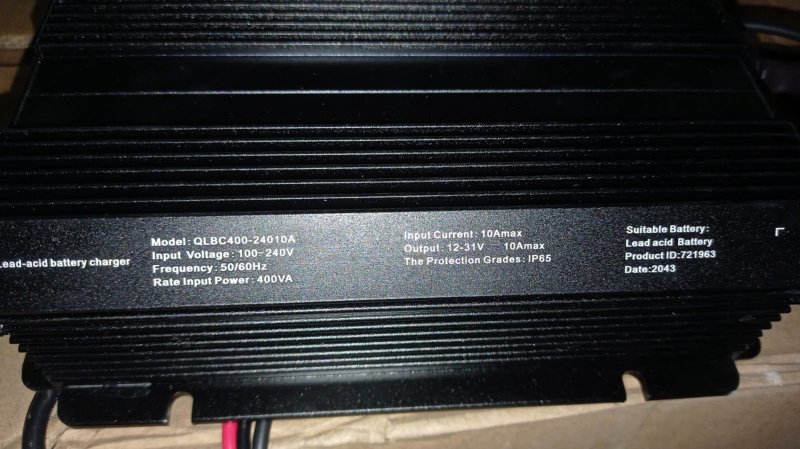 Lead-acid battery charger
Model: QLBC400-24010A
Input Voltage: 100-240V
Frequency: 50/60Hz
Rate Input Power: 400VA
Input Current: 10Amax
Output: 12-31V 10Amax
The Protection Grades: IP65
Suitable Battery:
Lead acid Battery
Product ID:721963
Date:2043